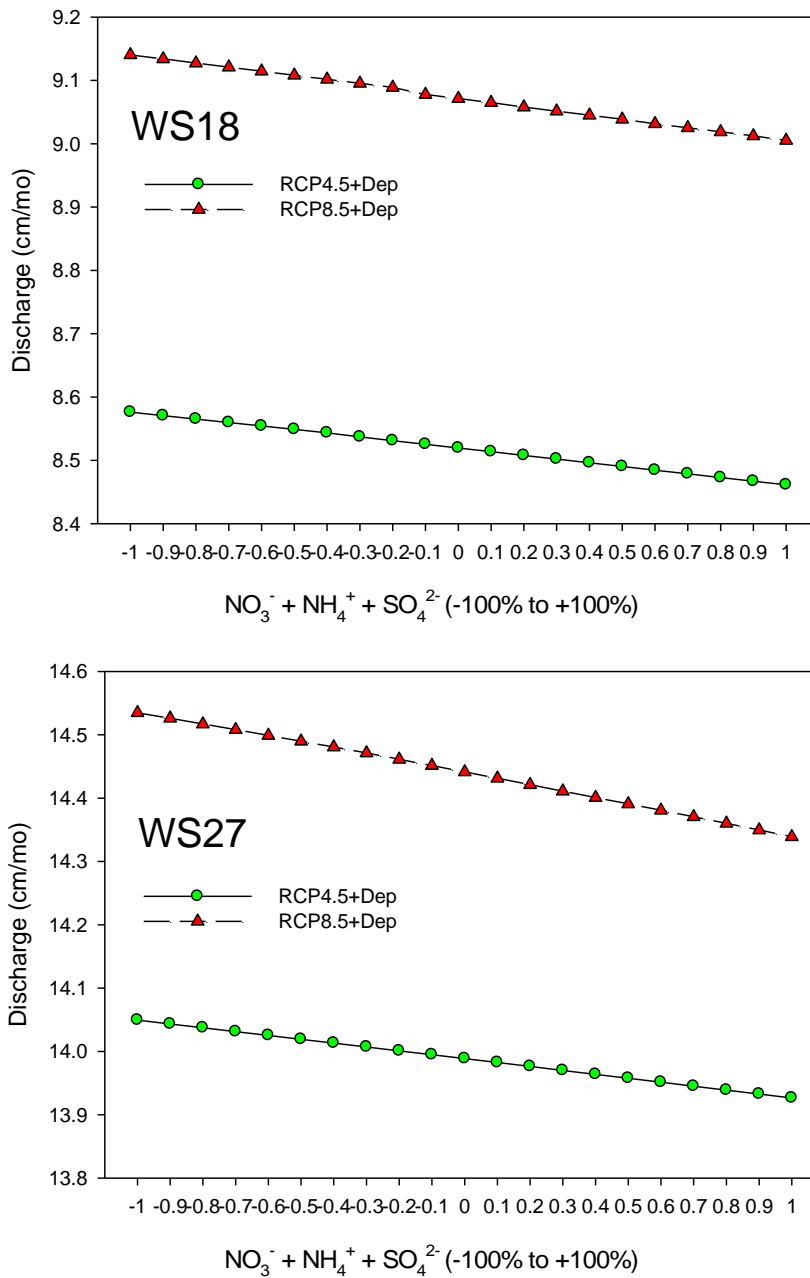 9.2
9.1
9.0
8.9
8.8
8.7
8.6
8.5
8.4
Discharge (cm/mo)
WS18
RCP4.5+Dep
RCP8.5+Dep
-1 -0.9 -0.8 -0.7 -0.6 -0.5 -0.4 -0.3 -0.2 -0.1 0 0.1 0.2 0.3 0.4 0.5 0.6 0.7 0.8 0.9 1
NO₃⁻ + NH₄⁺ + SO₄²⁻ (-100% to +100%)
14.6
14.5
14.4
14.3
14.2
14.1
14.0
13.9
13.8
Discharge (cm/mo)
WS27
RCP4.5+Dep
RCP8.5+Dep
-1 -0.9 -0.8 -0.7 -0.6 -0.5 -0.4 -0.3 -0.2 -0.1 0 0.1 0.2 0.3 0.4 0.5 0.6 0.7 0.8 0.9 1
NO₃⁻ + NH₄⁺ + SO₄²⁻ (-100% to +100%)